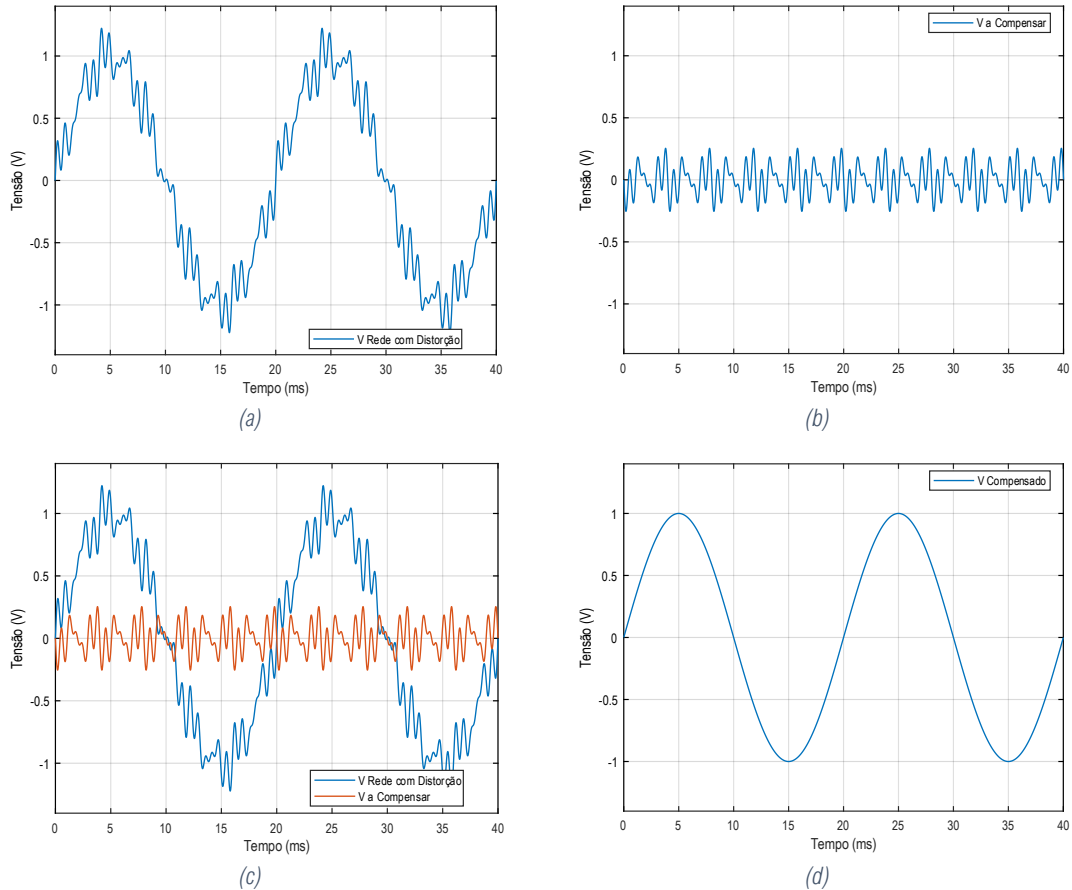 1
0.5
0
-0.5
-1
Tensão (V)
V Rede com Distorção
0 5 10 15 20 25 30 35 40
Tempo (ms)
(a)
V a Compensar
1
0.5
0
-0.5
-1
Tensão (V)
0 5 10 15 20 25 30 35 40
Tempo (ms)
(b)
1
0.5
0
-0.5
-1
Tensão (V)
V Rede com Distorção
V a Compensar
0 5 10 15 20 25 30 35 40
Tempo (ms)
(c)
V Compensado
1
0.5
0
-0.5
-1
Tensão (V)
0 5 10 15 20 25 30 35 40
Tempo (ms)
(d)